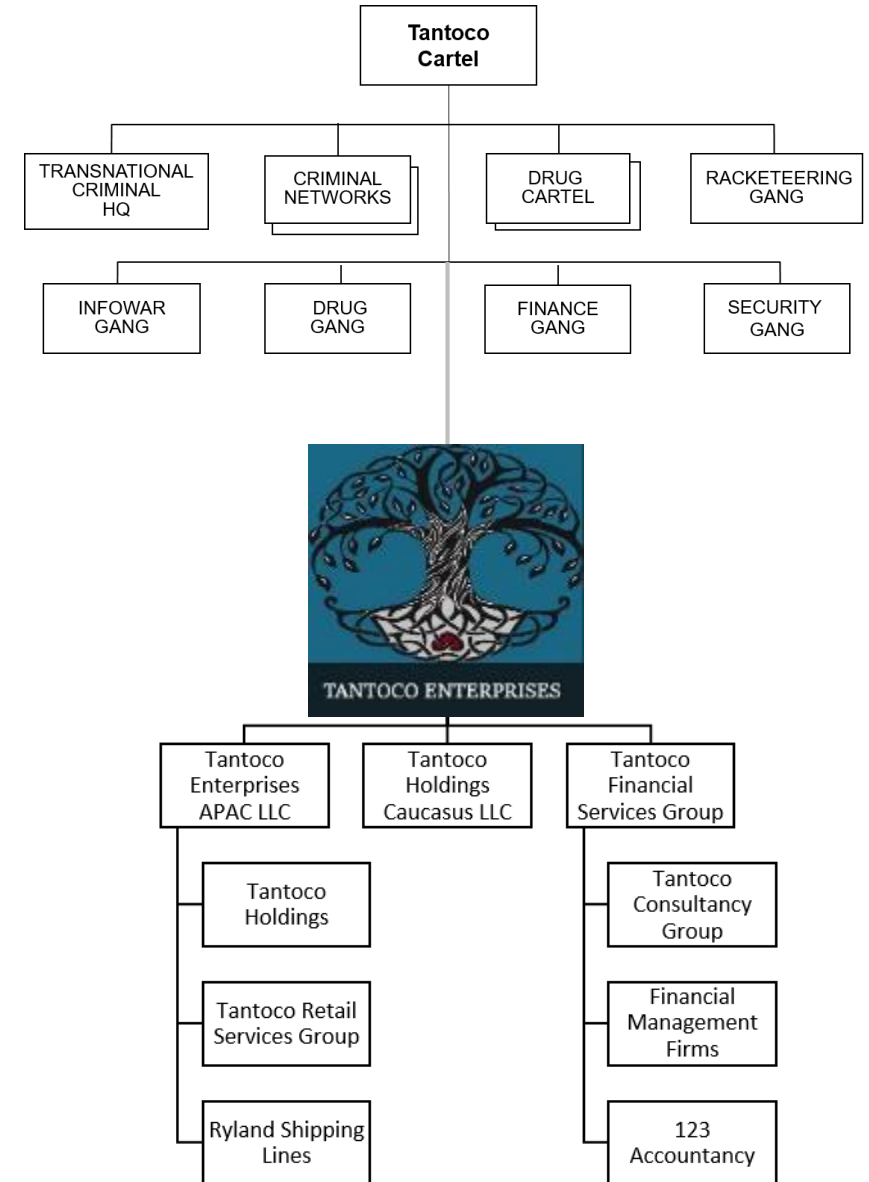 Tantoco
Cartel
TRANSNATIONAL
CRIMINAL
HQ
CRIMINAL
NETWORKS
DRUG
CARTEL
RACKETEERING
GANG
INFOWAR
GANG
DRUG
GANG
FINANCE
GANG
SECURITY
GANG
TANTOCO ENTERPRISES
Tantoco
Enterprises
APAC LLC
Tantoco
Holdings
Caucasus LLC
Tantoco
Financial
Services Group
Tantoco
Holdings
Tantoco
Consultancy
Group
Tantoco Retail
Services Group
Financial
Management
Firms
Ryland Shipping
Lines
123
Accountancy